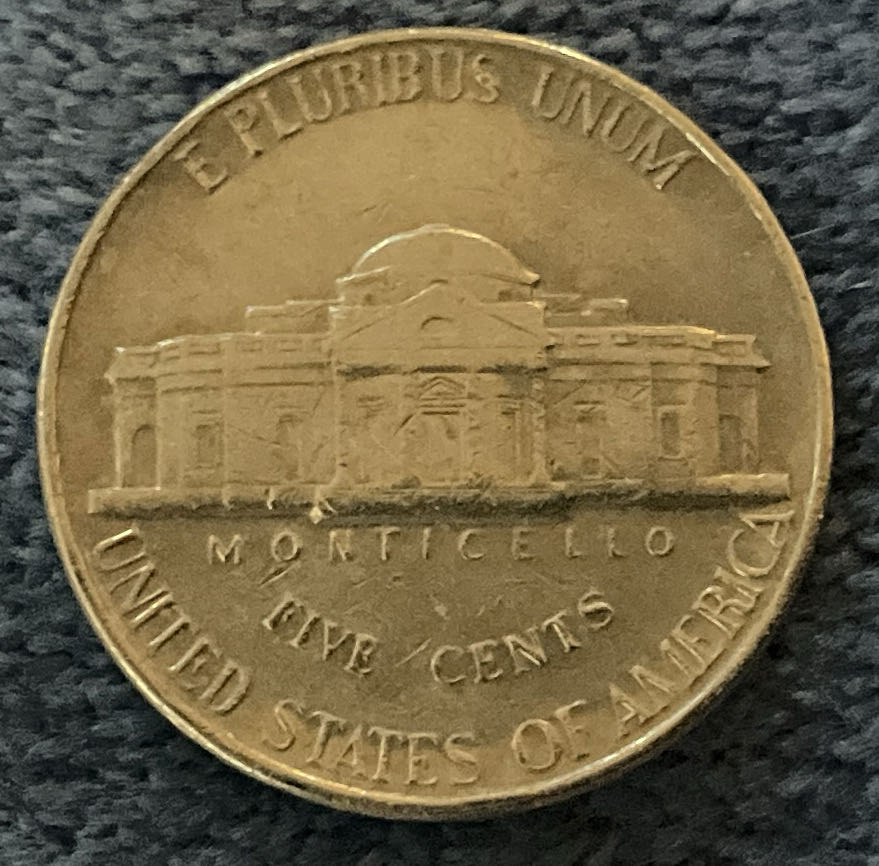 E PLURIBUS UNUM
MONTICELLO
FIVE CENTS
UNITED STATES OF AMERICA